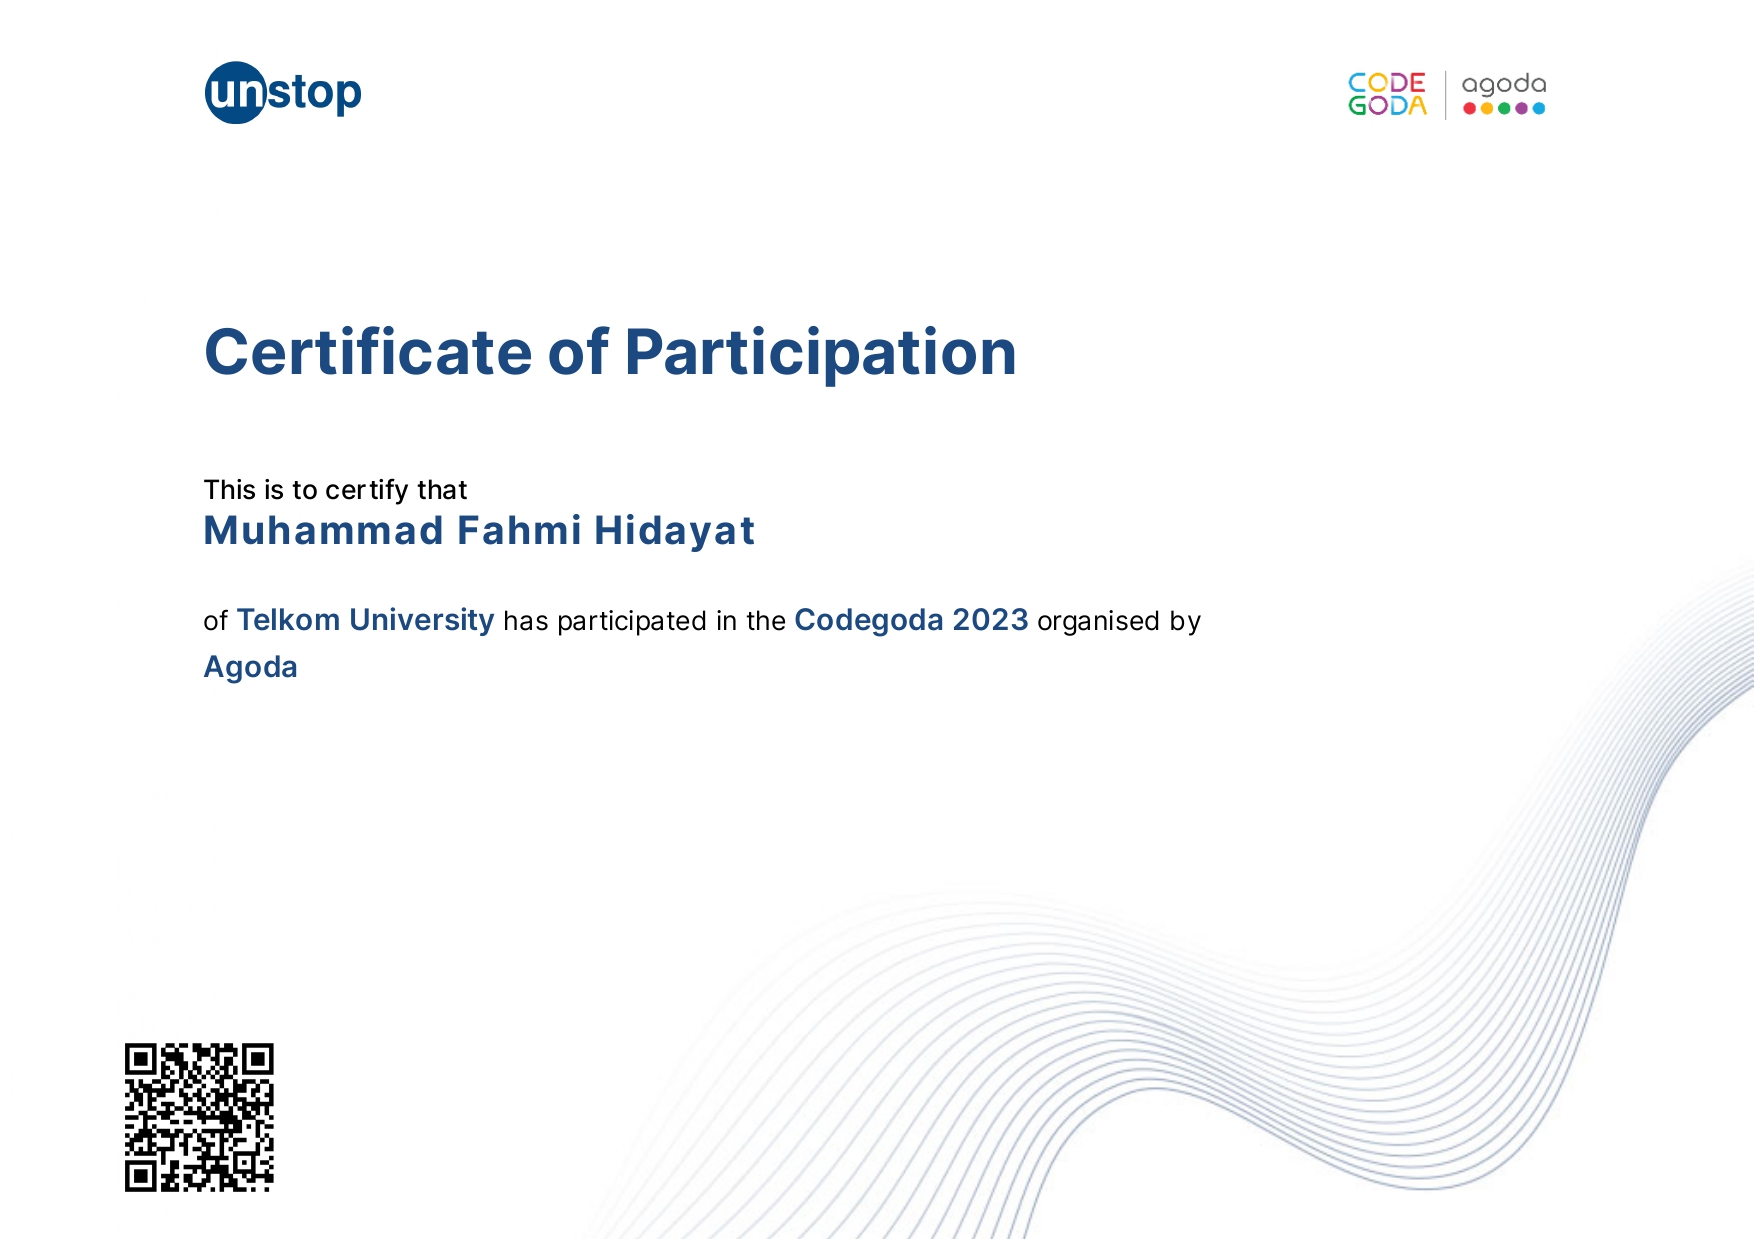 unstop
CODE
GODA
agoda
Certificate of Participation
This is to certify that
Muhammad Fahmi Hidayat
of Telkom University has participated in the Codegoda 2023 organised by
Agoda